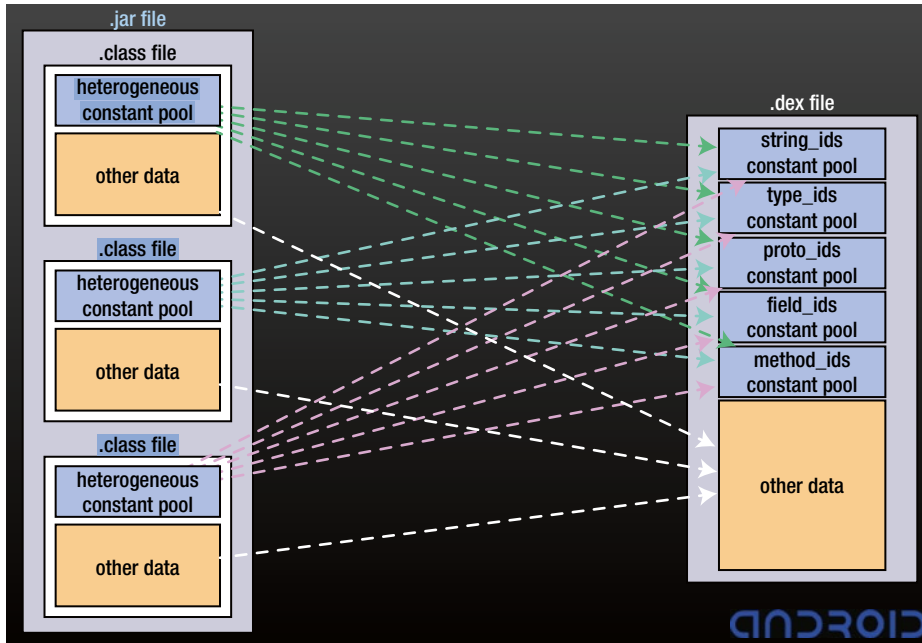 .jar file
.class file
heterogeneous
constant pool
other data
.class file
heterogeneous
constant pool
other data
.class file
heterogeneous
constant pool
other data
.dex file
string_ids
constant pool
type_ids
constant pool
proto_ids
constant pool
field_ids
constant pool
method_ids
constant pool
other data
ANDROID